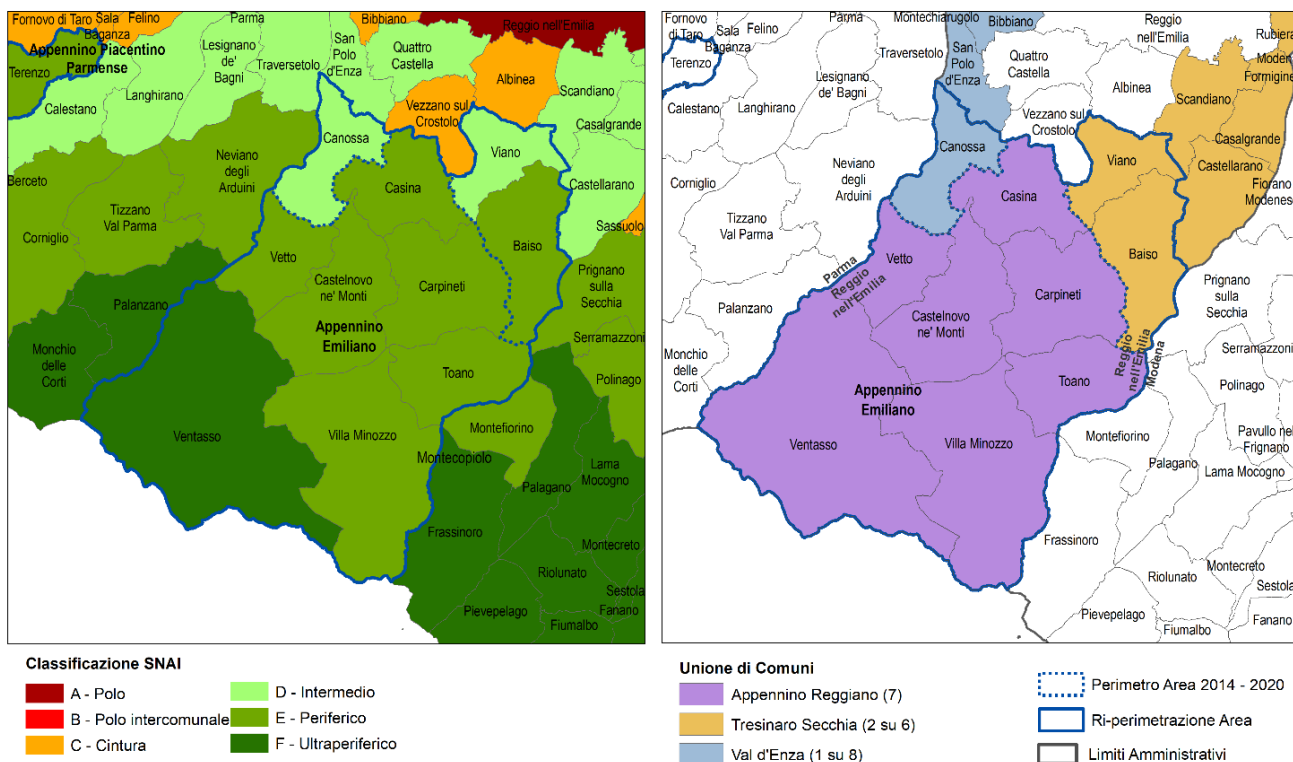 Fornovo di Taro
Sala
Baganza
Felino
Parma
Bibbiano
Reggio nell'Emilia
Appennino Piacentino
Parmense
Terenzo
Lesignano
de'
Bagni
Traversetolo
San
Polo
d'Enza
Quattro
Castella
Albinea
Calestano
Langhirano
Scandiano
Vezzano sul
Crostolo
Casalgrande
Canossa
Viano
Neviano
degli
Arduini
Berceto
Casina
Castellarano
Tizzano
Val Parma
Corniglio
Sassuolo
Baiso
Vetto
Castelnovo
ne' Monti
Carpineti
Prignano
sulla
Secchia
Palanzano
Appennino
Emiliano
Serramazzoni
Monchio
delle
Corti
Toano
Polinago
Ventasso
Villa Minozzo
Montefiorino
Montecopiolo
Lama
Mocogno
Palagano
Frassinoro
Montecreto
Riolunato
Sestola
Pievepelago
Fanano
Fiumalbo
Fornovo
di Taro
Sala
Baganza
Felino
Parma
Montechiarugolo
Bibbiano
Reggio
nell'Emilia
Rubiera
Terenzo
Traversetolo
San
Polo
d'Enza
Quattro
Castella
Formigine
Lesignano
de' Bagni
Albinea
Scandiano
Calestano
Langhirano
Vezzano sul
Crostolo
Casalgrande
Canossa
Viano
Castellarano
Neviano
degli
Arduini
Corniglio
Casina
Fiorano
Modenese
Tizzano
Val Parma
Baiso
Vetto
Parma
Reggio
nell'Emilia
Prignano
sulla
Secchia
Carpineti
Palanzano
Castelnovo
ne' Monti
Reggio
nell'Emilia
Modena
Serramazzoni
Monchio
delle
Corti
Toano
Polinago
Appennino
Emiliano
Ventasso
Villa Minozzo
Montefiorino
Pavullo nel
Frignano
Palagano
Lama Mocogno
Frassinoro
Montecreto
Riolunato
Sestola
Pievepelago
Fiumalbo
Fanano
Classificazione SNAI
A - Polo
B - Polo intercomunale
C - Cintura
D - Intermedio
E - Periferico
F - Ultraperiferico
Unione di Comuni
Appennino Reggiano (7)
Tresinaro Secchia (2 su 6)
Val d'Enza (1 su 8)
Perimetro Area 2014 - 2020
Ri-perimetrazione Area
Limiti Amministrativi